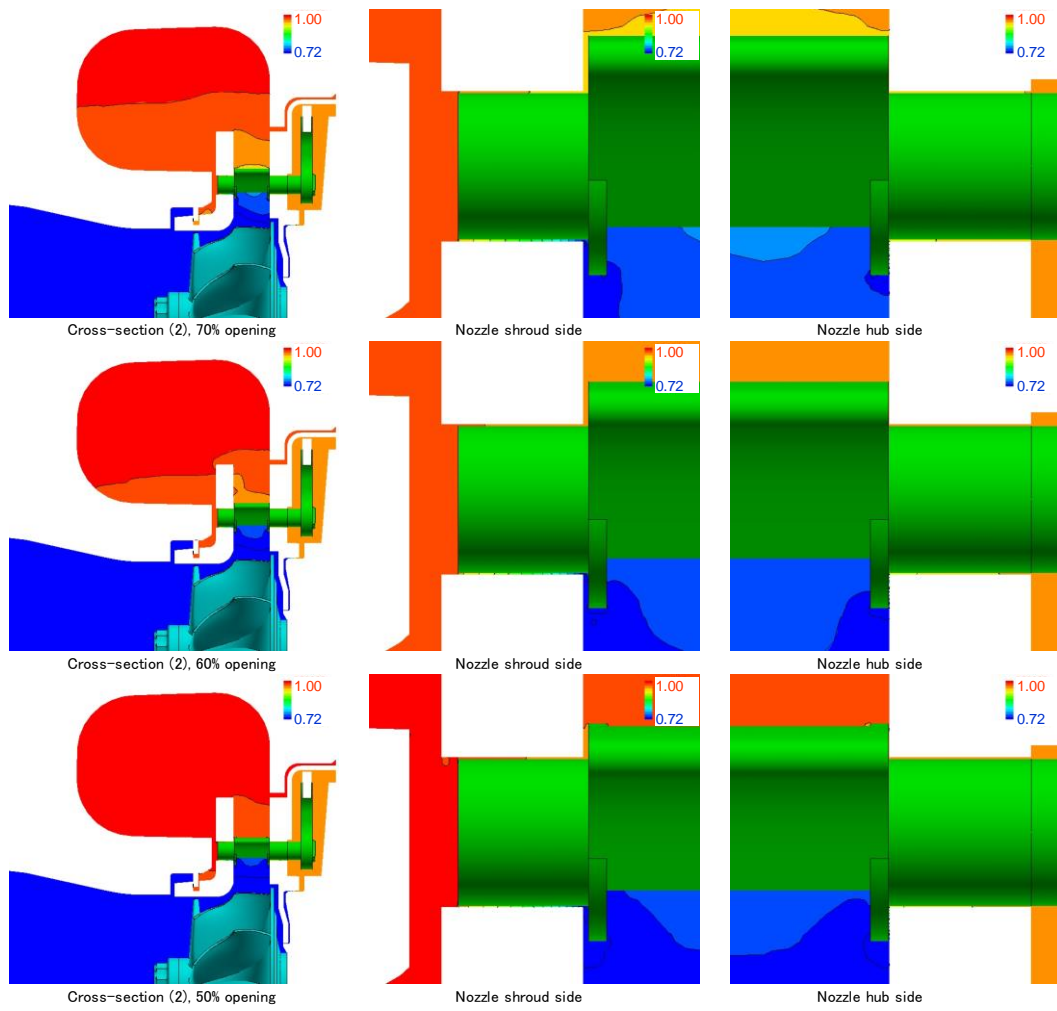 1.00
0.72
1.00
0.72
1.00
0.72
Cross-section (2), 70% opening
Nozzle shroud side
Nozzle hub side
1.00
0.72
1.00
0.72
1.00
0.72
Cross-section (2), 60% opening
Nozzle shroud side
Nozzle hub side
1.00
0.72
1.00
0.72
1.00
0.72
Cross-section (2), 50% opening
Nozzle shroud side
Nozzle hub side